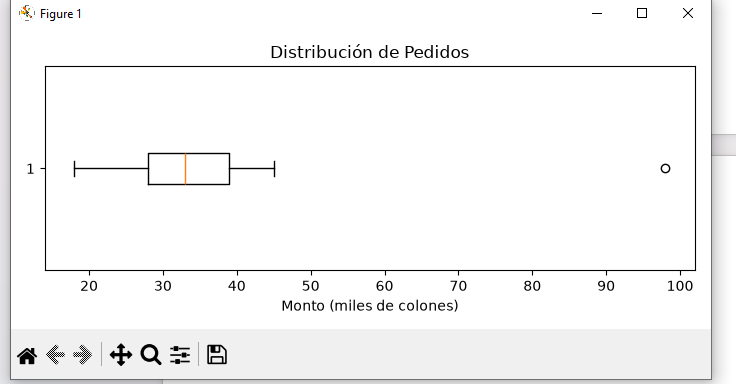 Figure 1
Distribución de Pedidos
1
20 30 40 50 60 70 80 90 100
Monto (miles de colones)